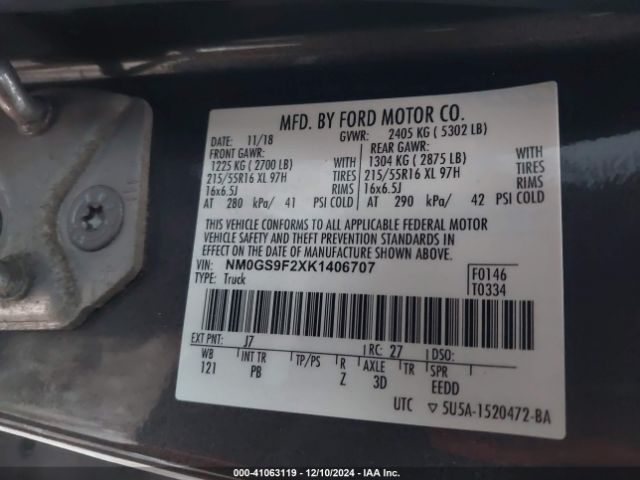 MFD. BY FORD MOTOR CO.
DATE: 11/18 GVWR: 2405 KG ( 5302 LB)
FRONT GAWR: REAR GAWR:
1225 KG ( 2700 LB) WITH 1304 KG ( 2875 LB) WITH
215/55R16 XL 97H TIRES 215/55R16 XL 97H TIRES
16x6.5J RIMS 16x6.5J RIMS
AT 280 kPa/ 41 PSI COLD AT 290 kPa/ 42 PSI COLD
THIS VEHICLE CONFORMS TO ALL APPLICABLE FEDERAL MOTOR
VEHICLE SAFETY AND THEFT PREVENTION STANDARDS IN
EFFECT ON THE DATE OF MANUFACTURE SHOWN ABOVE.
VIN: NM0GS9F2XK1406707 F0146
TYPE: Truck T0334
EXT PNT: J7 RC: 27 DSO:
WB INT TR TP/PS R AXLE TR SPR
121 PB Z 3D EEDD
UTC ▽ 5U5A-1520472-BA
000-41063119 - 12/10/2024 - IAA Inc.